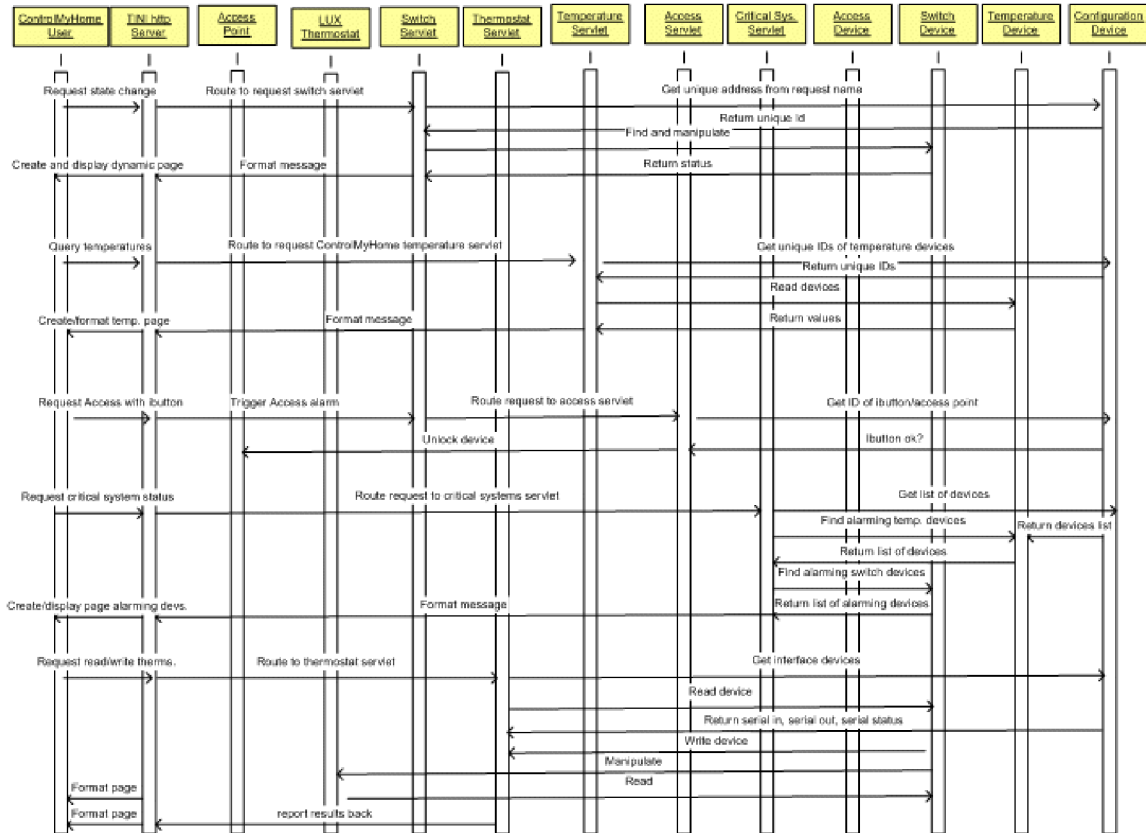 ControlMyHome
User
TINI http
Server
Access
Point
LUX
Thermostat
Switch
Servlet
Thermostat
Servlet
Temperature
Servlet
Access
Servlet
Critical Sys.
Servlet
Access
Device
Switch
Device
Temperature
Device
Configuration
Device
Request state change
Route to request switch servlet
Get unique address from request name
Return unique id
Find and manipulate
Create and display dynamic page
Format message
Return status
Query temperatures
Route to request ControlMyHome temperature servlet
Get unique IDs of temperature devices
Return unique IDs
Read devices
Create/format temp. page
Format message
Return values
Request Access with ibutton
Trigger Access alarm
Route request to access servlet
Get ID of ibutton/access point
Unlock device
Ibutton ok?
Request critical system status
Route request to critical systems servlet
Get list of devices
Find alarming temp. devices
Return devices list
Return list of devices
Find alarming switch devices
Create/display page alarming devs.
Format message
Return list of alarming devices
Request read/write therms.
Route to thermostat servlet
Get interface devices
Read device
Return serial in, serial out, serial status
Write device
Manipulate
Format page
Read
Format page
report results back